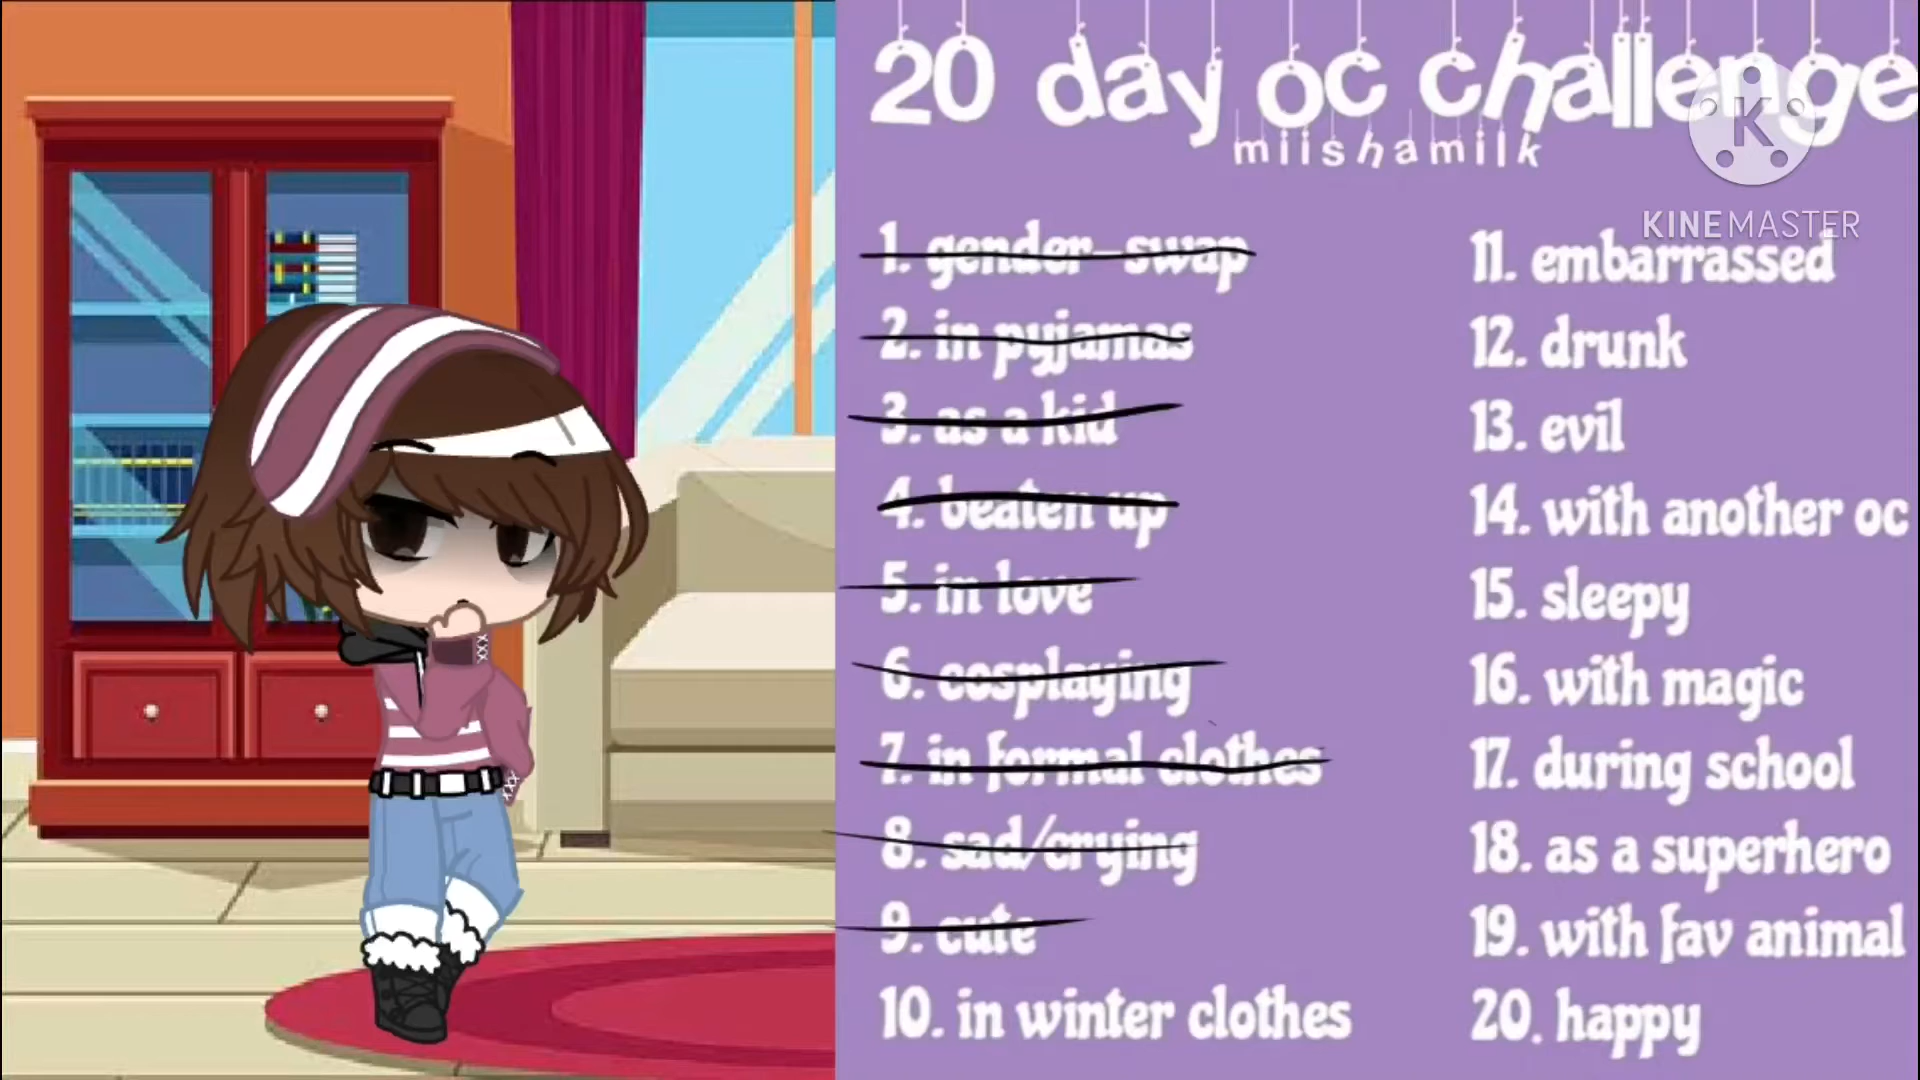 20 day oc challenge
miishamilk
K
KINEMASTER
1. gender-swap
2. in pyjamas
3. as a kid
4. beaten up
5. in love
6. cosplaying
7. in formal clothes
8. sad/crying
9. cute
10. in winter clothes
11. embarrassed
12. drunk
13. evil
14. with another oc
15. sleepy
16. with magic
17. during school
18. as a superhero
19. with fav animal
20. happy
xxx
xxx